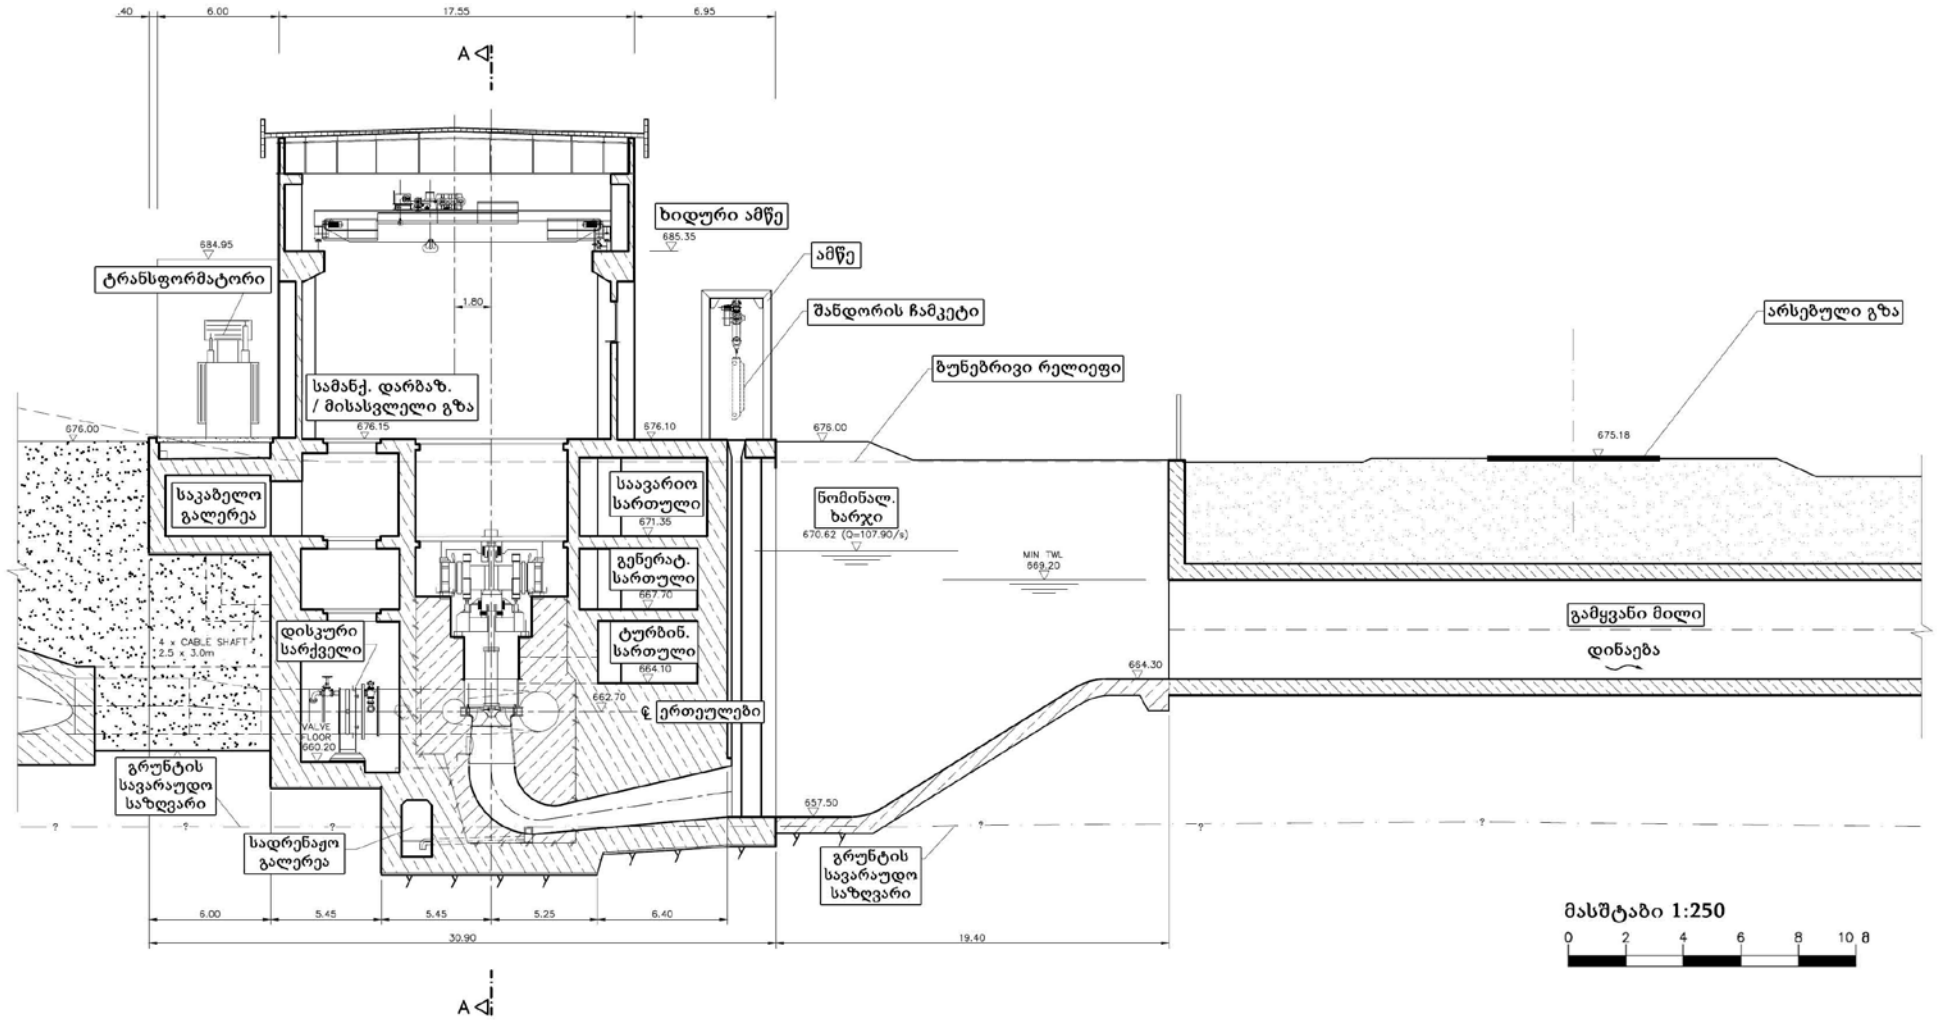 .40 6.00 17.55 6.95
A
ხიდური ამწე
685.35
684.95
ამწე
ტრანსფორმატორი
1.80
შანდორის ჩამკეტი
არსებული გზა
ბუნებრივი რელიეფი
სამანქ. დარბაზ.
/ მისასვლელი გზა
676.00
676.15
676.10
676.00
675.18
საკაბელო
გალერეა
საავარიო
სართული
671.35
ნომინალ.
ხარჯი
670.62 (Q=107.90/s)
MIN TWL
669.20
გენერატ.
სართული
667.70
გამყვანი მილი
დინაება
4 x CABLE SHAFT
2.5 x 3.0m
დისკური
სარქველი
ტურბინ.
სართული
664.10
664.30
662.70
℄ ერთეულები
VALVE
FLOOR
660.20
გრუნტის
სავარაუდო
საზღვარი
657.50
? ? ? ? ? ?
სადრენაჟო
გალერეა
გრუნტის
სავარაუდო
საზღვარი
6.00 5.45 5.45 5.25 6.40
30.90 19.40
მასშტაბი 1:250
0 2 4 6 8 10 მ
A